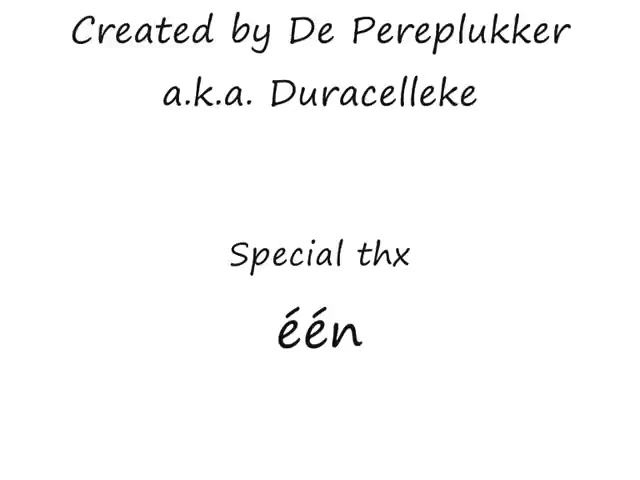 Created by De Pereplukker
a.k.a. Duracelleke
Special thx
één